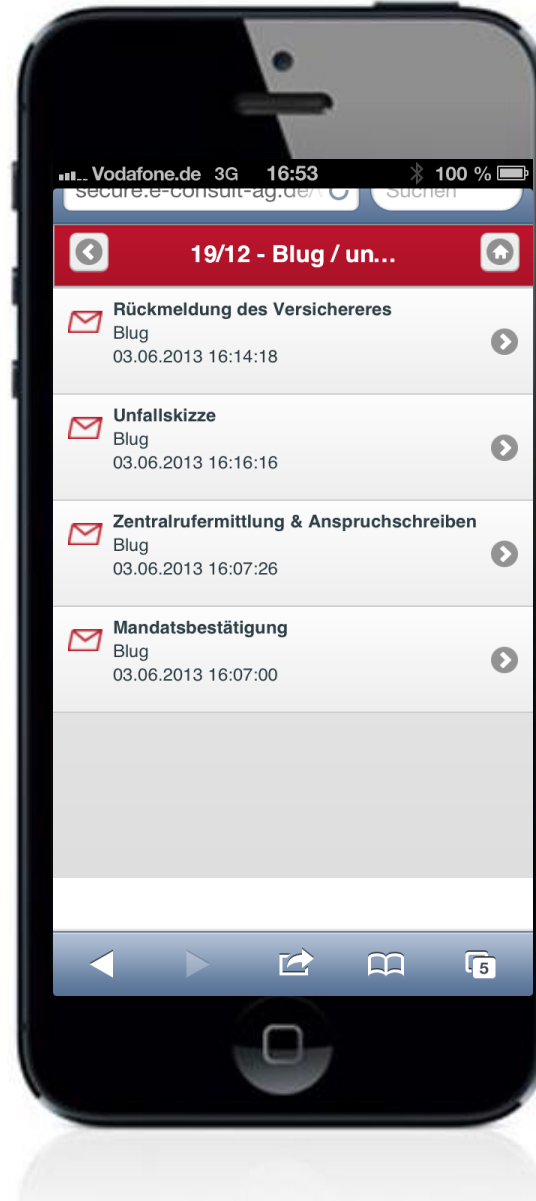 Vodafone.de 3G 16:53 100 %
secure.e-consult-ag.de/ Suchen
19/12 - Blug / un...
Rückmeldung des Versichereres
Blug
03.06.2013 16:14:18
Unfallskizze
Blug
03.06.2013 16:16:16
Zentralrufermittlung & Anspruchschreiben
Blug
03.06.2013 16:07:26
Mandatsbestätigung
Blug
03.06.2013 16:07:00
5